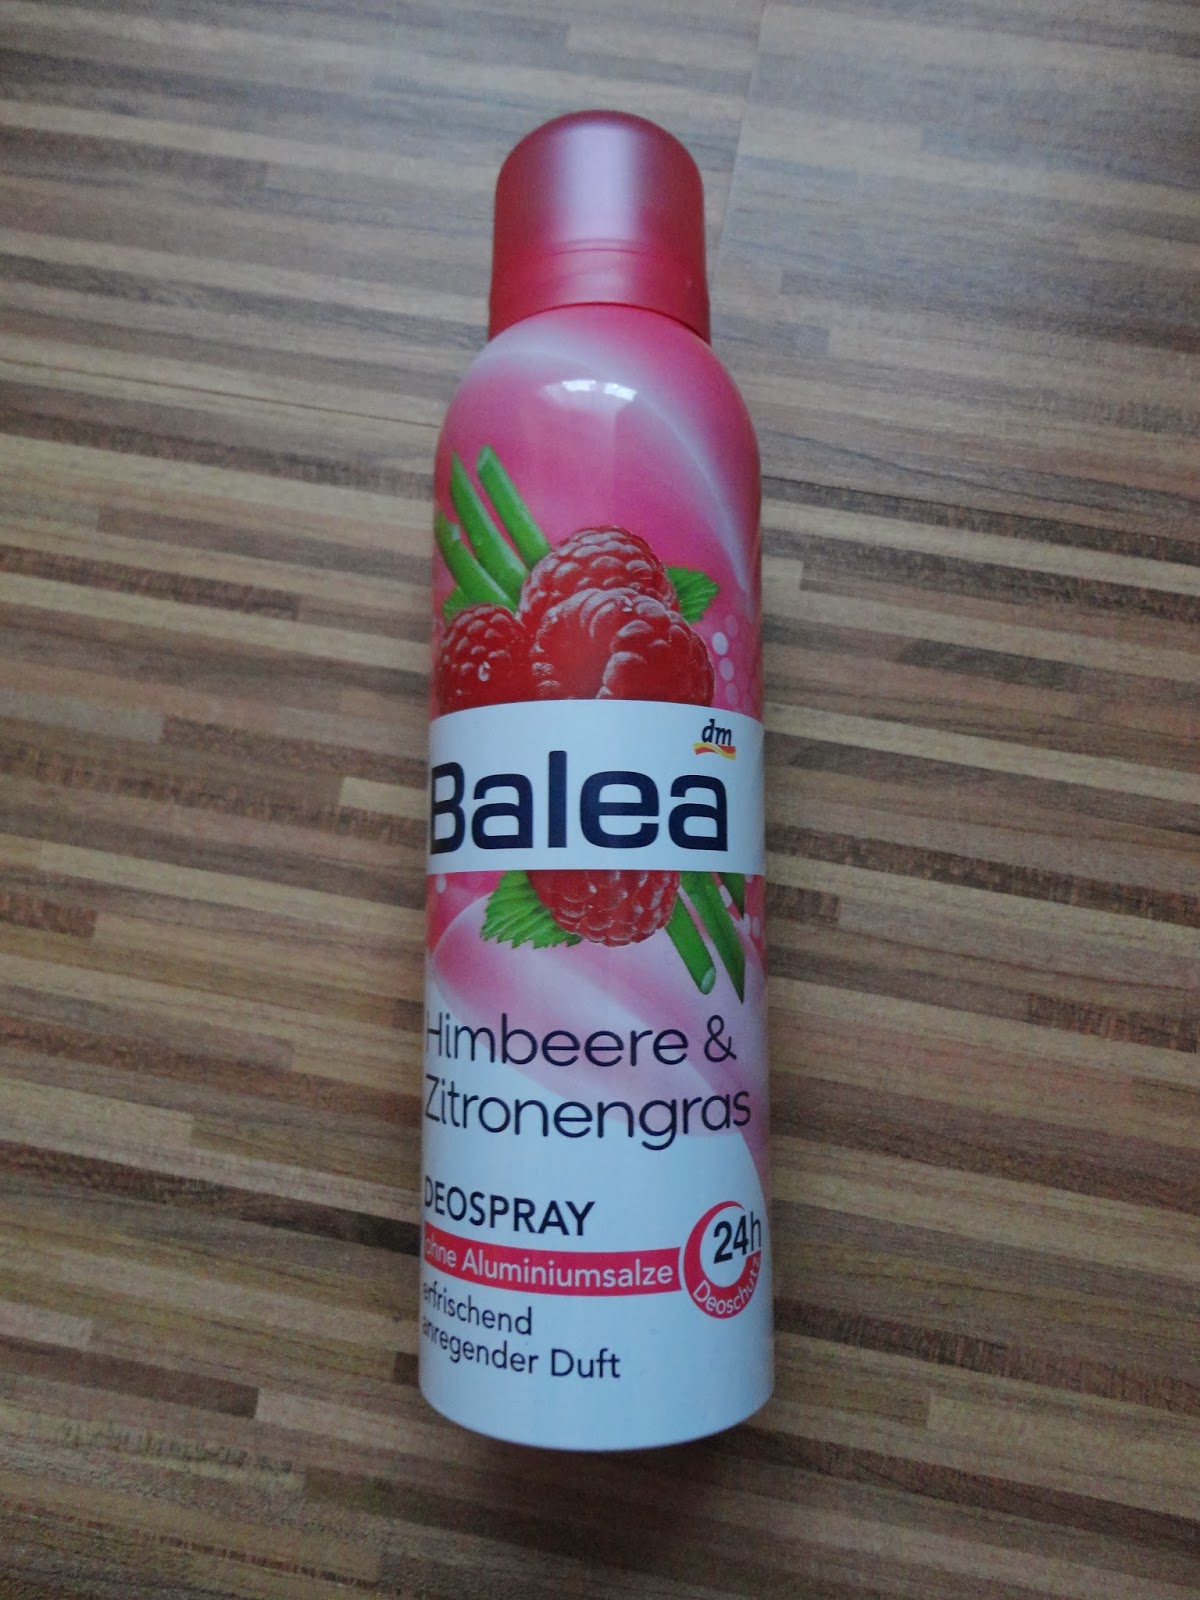 dm
Balea
Himbeere &
Zitronengras
DEOSPRAY
ohne Aluminiumsalze
24h
Deoschutz
erfrischend
anregender Duft